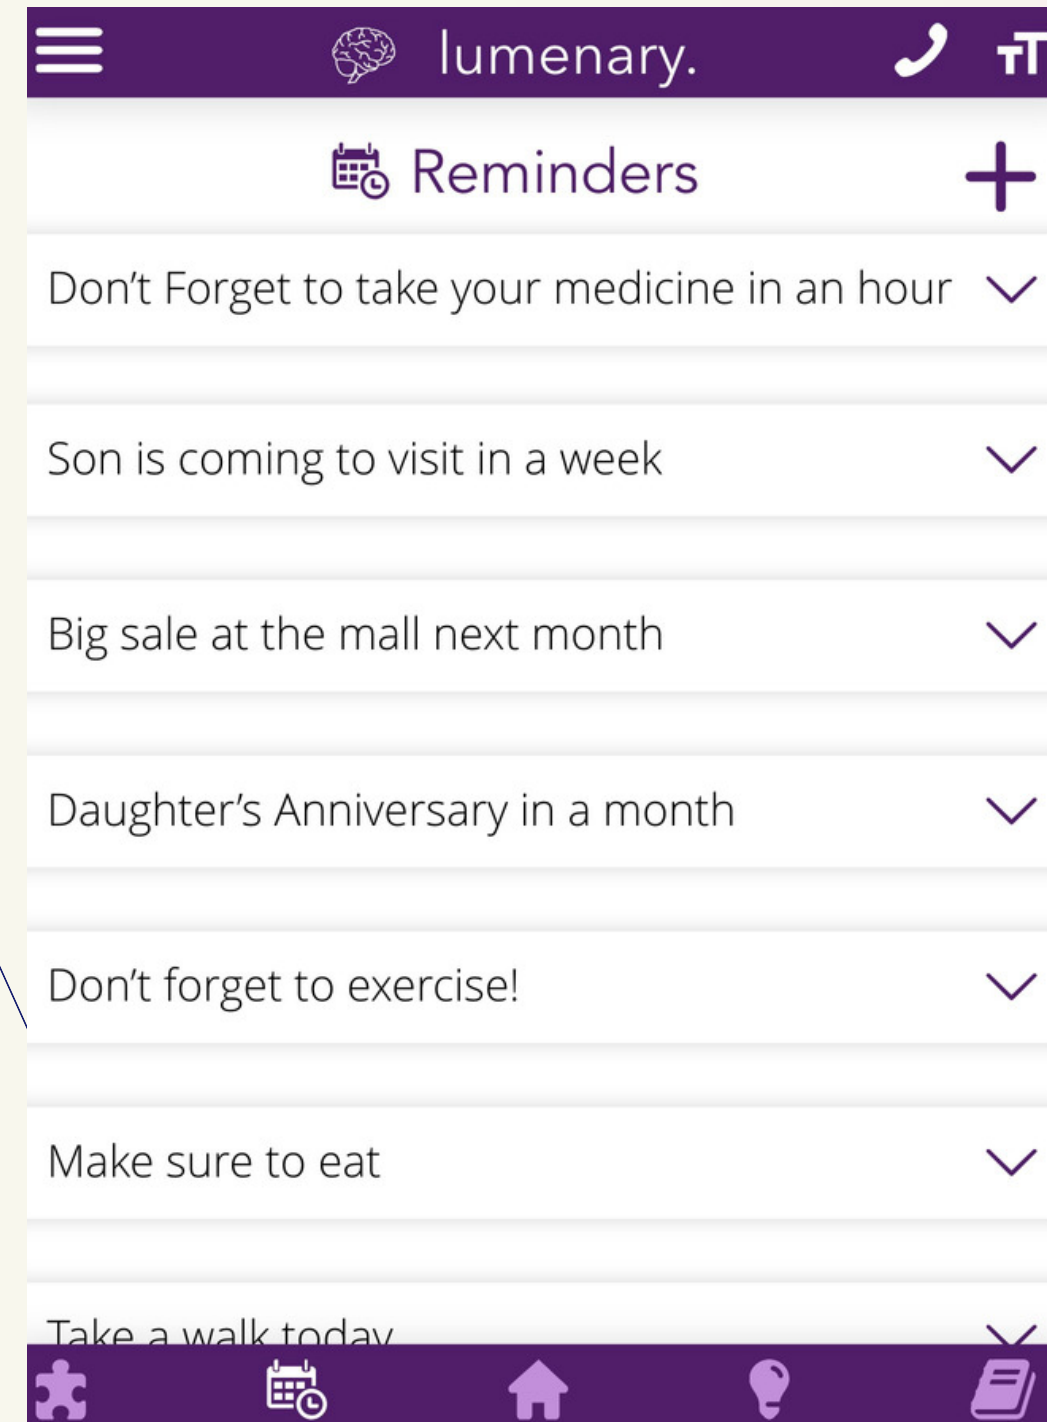 lumenary.
TT
Reminders
Don't Forget to take your medicine in an hour
Son is coming to visit in a week
Big sale at the mall next month
Daughter's Anniversary in a month
Don't forget to exercise!
Make sure to eat
Take a walk today